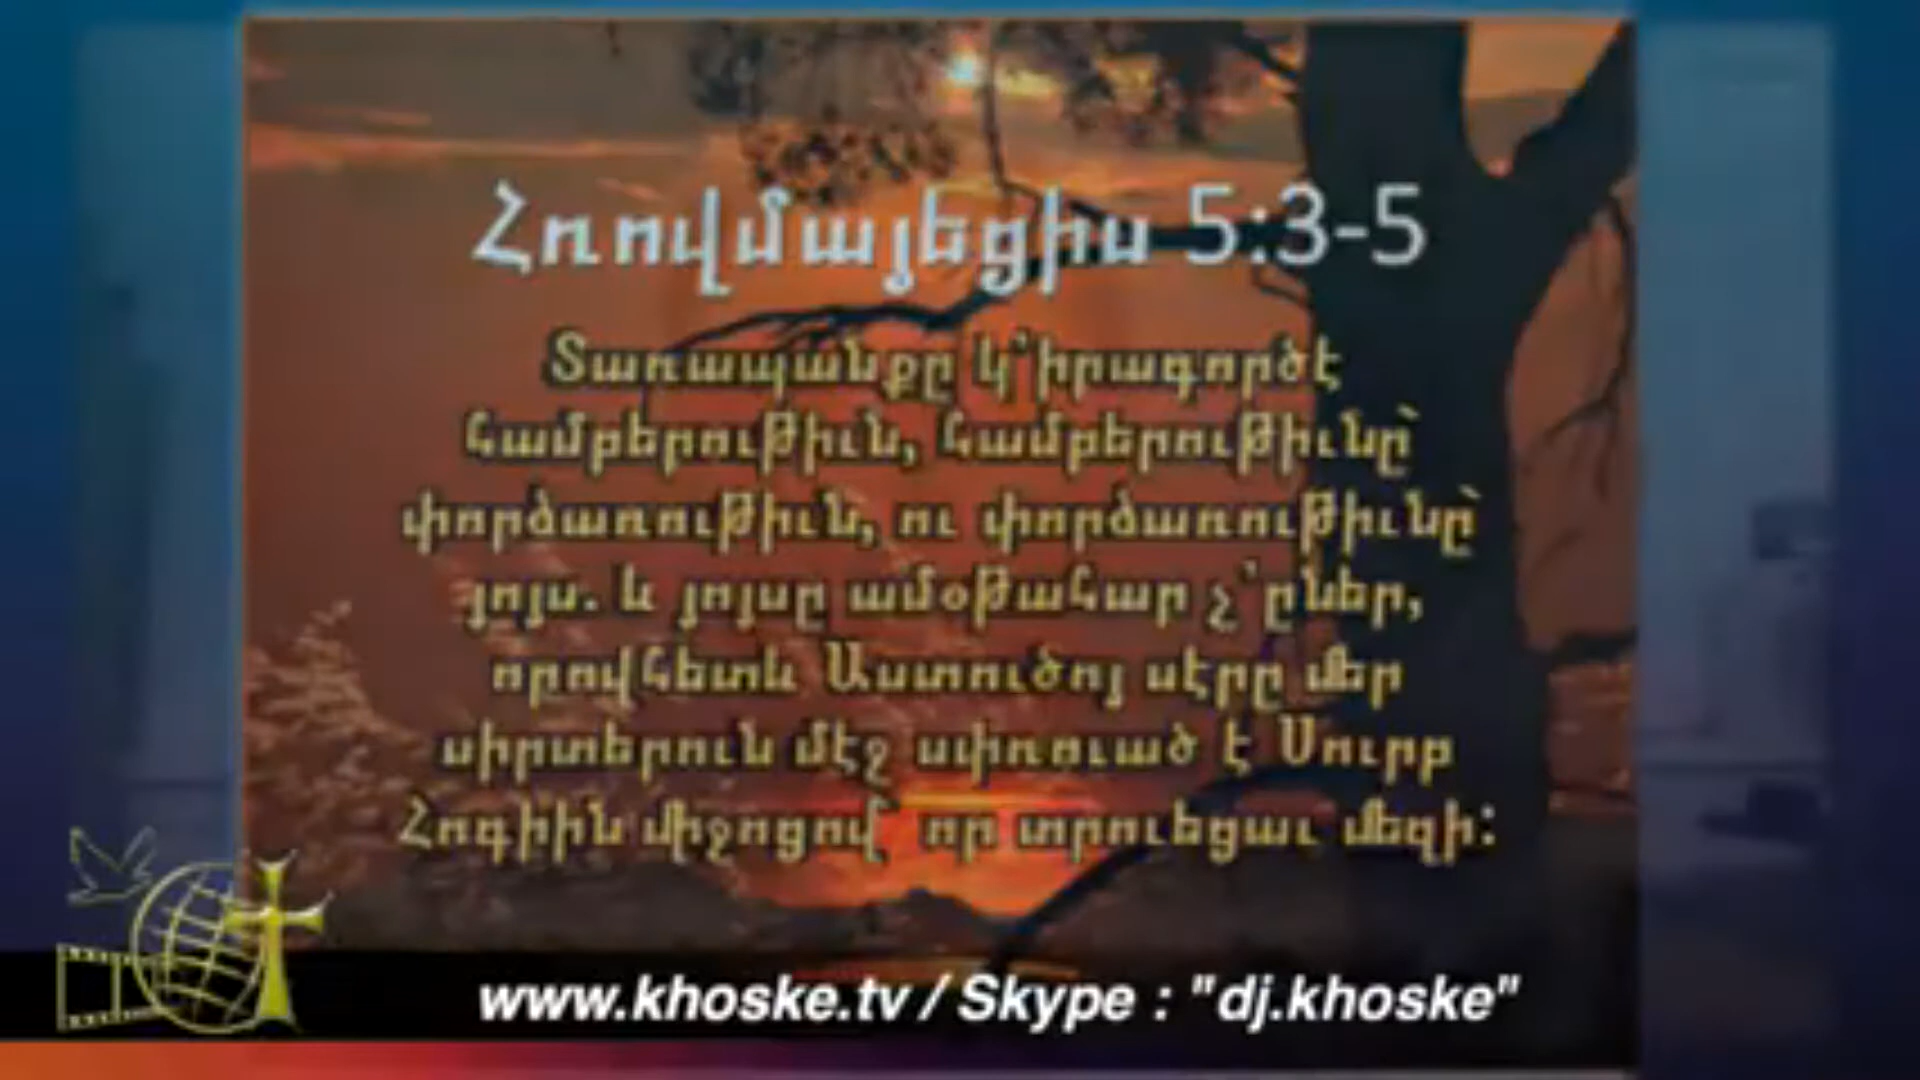 Հռովմայեցիս 5:3-5
Տառապանքը կ՚իրագործէ
համբերութիւն, համբերութիւնը՝
փորձառութիւն, ու փորձառութիւնը՝
յոյս. և յոյսը ամօթահար չ՚ըներ,
որովհետև Աստուծոյ սէրը մեր
սիրտերուն մէջ սփռուած է Սուրբ
Հոգիին միջոցով՝ որ տրուեցաւ մեզի:
www.khoske.tv / Skype : "dj.khoske"